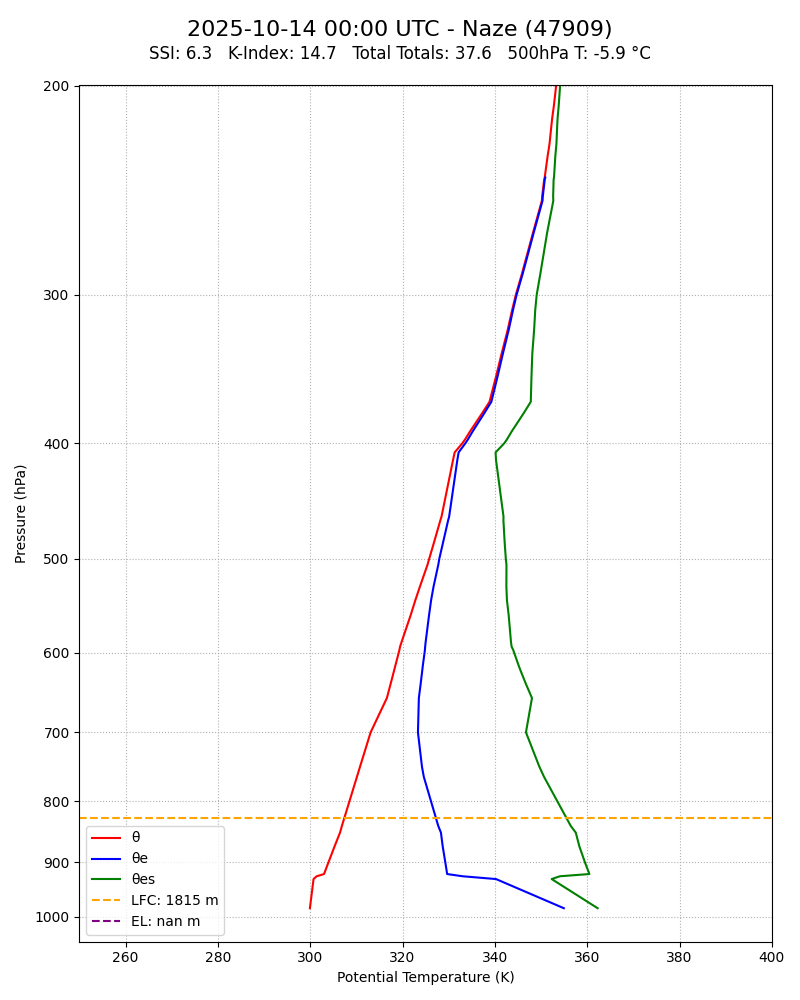 2025-10-14 00:00 UTC - Naze (47909)
SSI: 6.3 K-Index: 14.7 Total Totals: 37.6 500hPa T: -5.9 °C
200
300
400
500
600
700
800
900
1000
Pressure (hPa)
θ
θe
θes
LFC: 1815 m
EL: nan m
260 280 300 320 340 360 380 400
Potential Temperature (K)